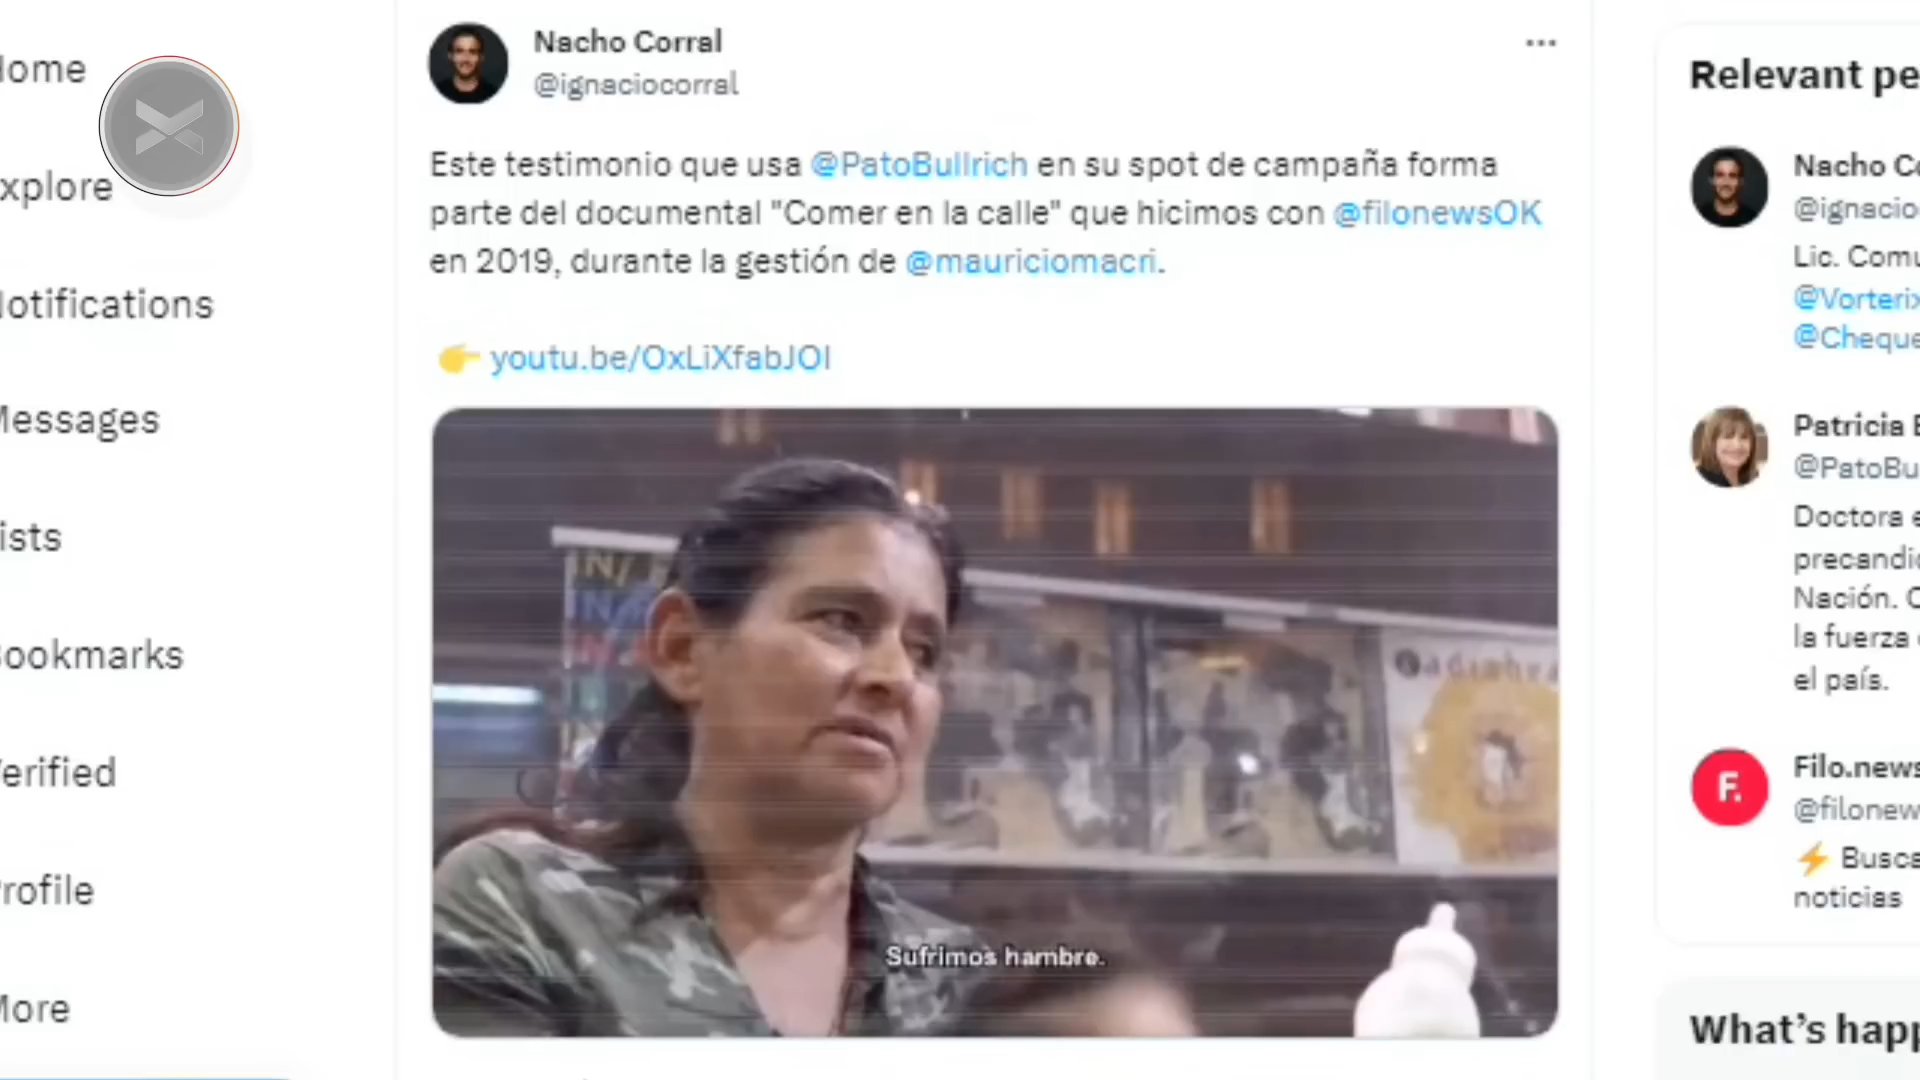 Home
Explore
Notifications
Messages
Lists
Bookmarks
Verified
Profile
More
Nacho Corral
@ignaciocorral
Este testimonio que usa @PatoBullrich en su spot de campaña forma
parte del documental "Comer en la calle" que hicimos con @filonewsOK
en 2019, durante la gestión de @mauriciomacri.
👉 youtu.be/OxLiXfabJOI
IN/
Sufrimos hambre.
Relevant pe
Nacho Co
@ignacio
Lic. Comu
@Vorterix
@Cheque
Patricia B
@PatoBu
Doctora e
precandid
Nación. C
la fuerza
el país.
Filo.news
@filonew
F.
⚡ Busca
noticias
What's happ